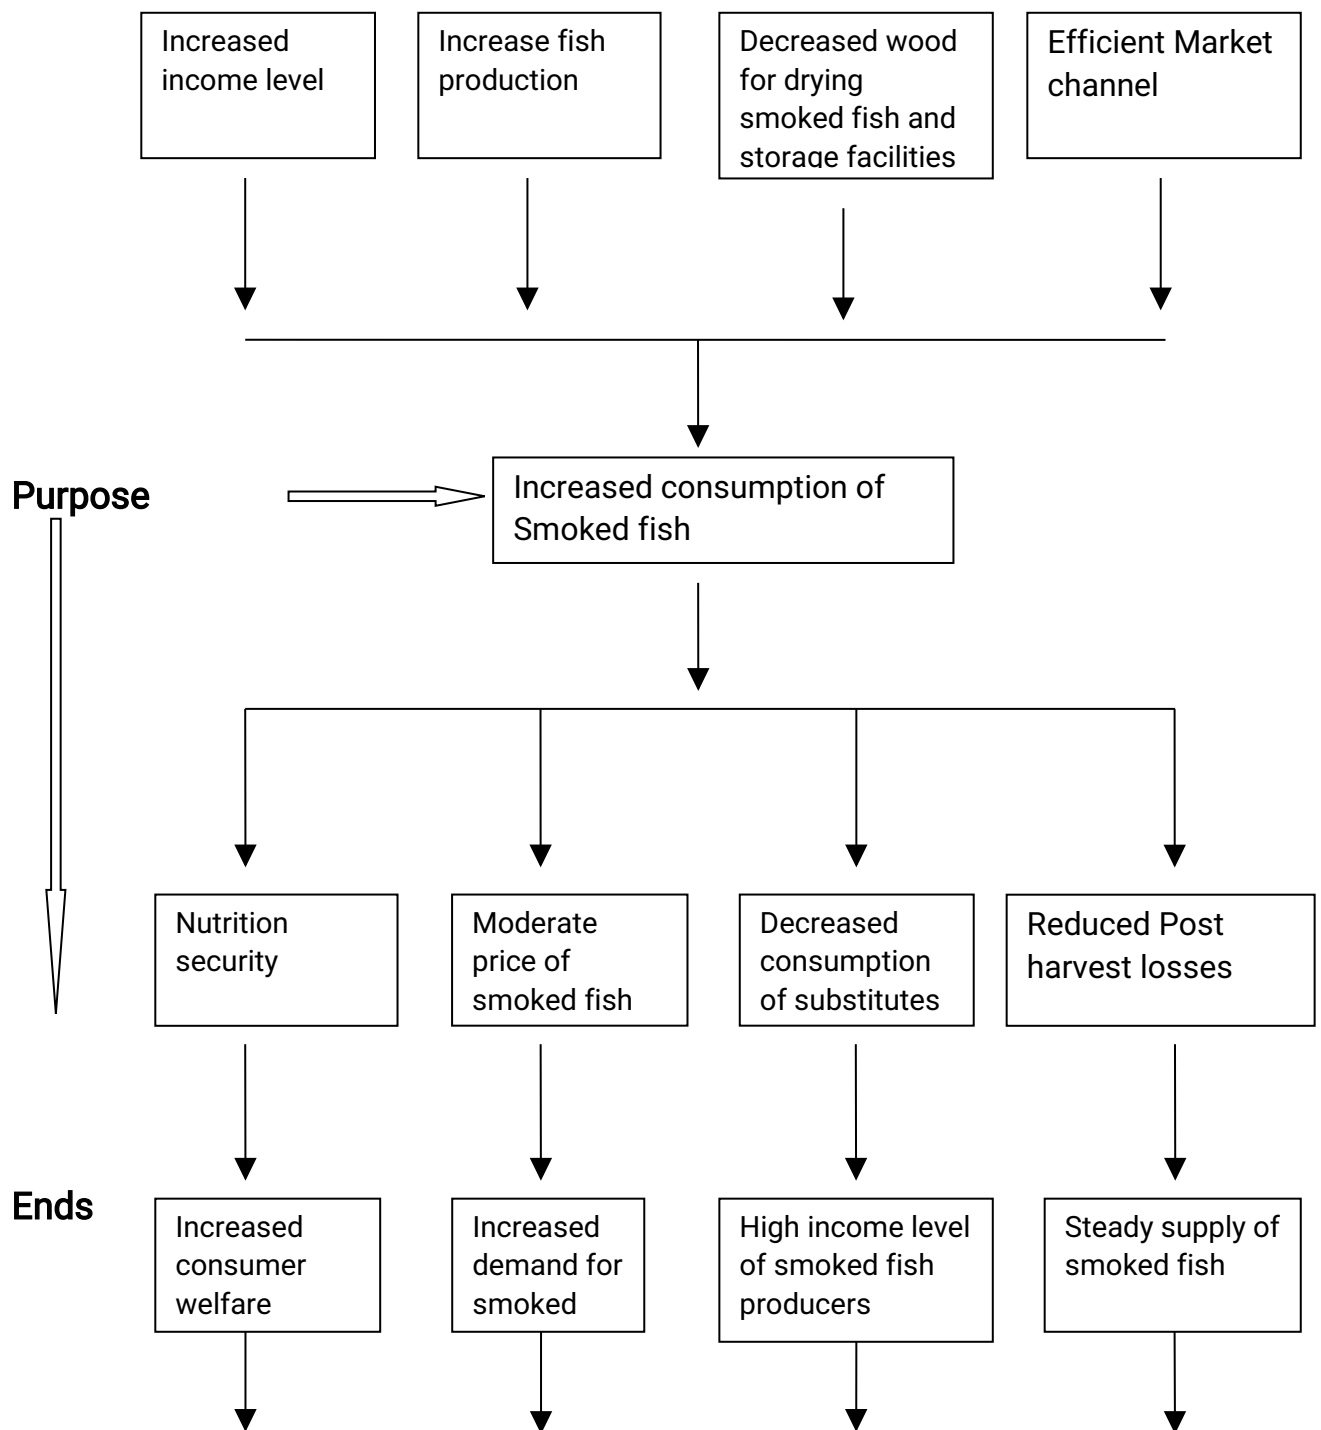 Increased
income level
Increase fish
production
Decreased wood
for drying
smoked fish and
storage facilities
Efficient Market
channel
Purpose
Increased consumption of
Smoked fish
Nutrition
security
Moderate
price of
smoked fish
Decreased
consumption
of substitutes
Reduced Post
harvest losses
Ends
Increased
consumer
welfare
Increased
demand for
smoked
High income level
of smoked fish
producers
Steady supply of
smoked fish